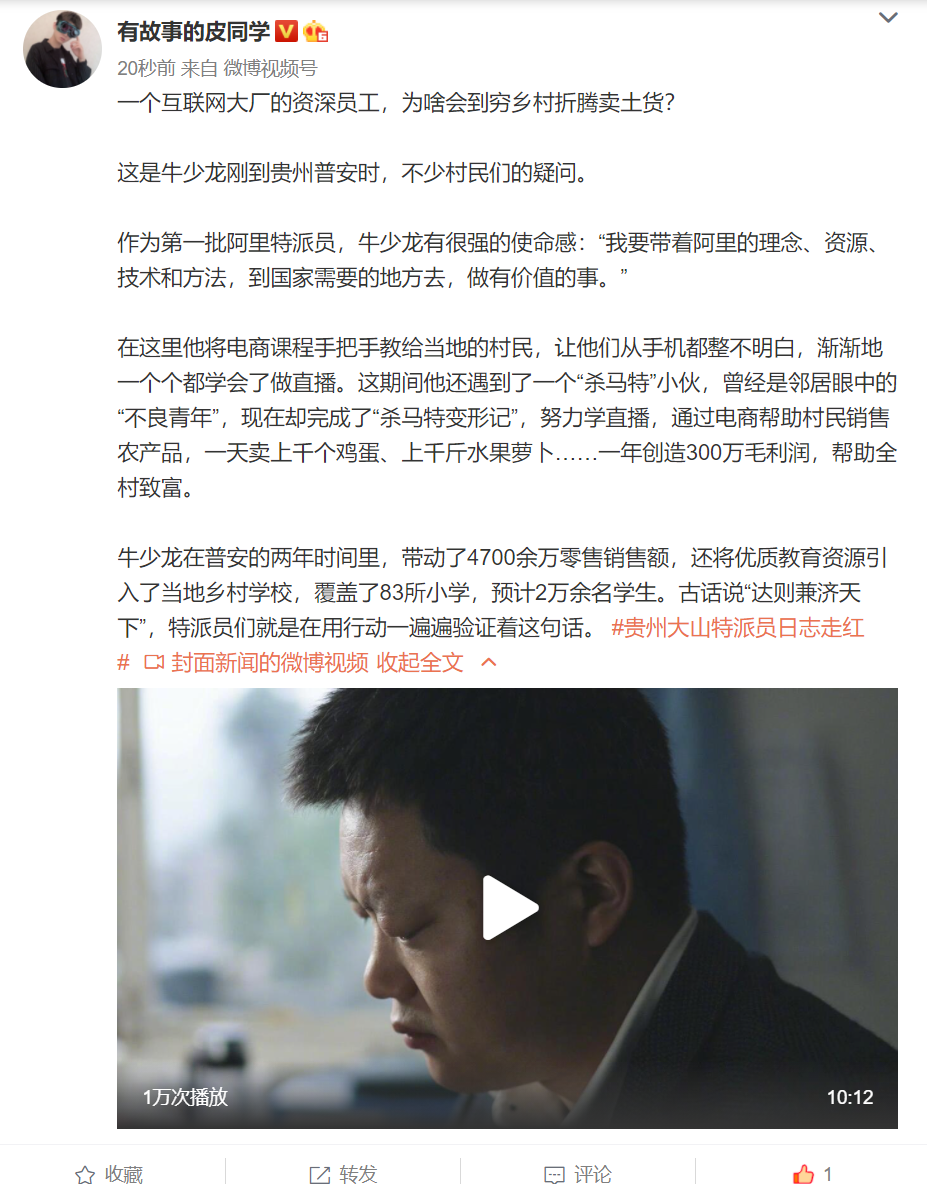 有故事的皮同学
20秒前 来自 微博视频号
一个互联网大厂的资深员工，为啥会到穷乡村折腾卖土货？
这是牛少龙刚到贵州普安时，不少村民们的疑问。
作为第一批阿里特派员，牛少龙有很强的使命感：“我要带着阿里的理念、资源、
技术和方法，到国家需要的地方去，做有价值的事。”
在这里他将电商课程手把手教给当地的村民，让他们从手机都整不明白，渐渐地
一个个都学会了做直播。这期间他还遇到了一个“杀马特”小伙，曾经是邻居眼中的
“不良青年”，现在却完成了“杀马特变形记”，努力学直播，通过电商帮助村民销售
农产品，一天卖上千个鸡蛋、上千斤水果萝卜……一年创造300万毛利润，帮助全
村致富。
牛少龙在普安的两年时间里，带动了4700余万零售销售额，还将优质教育资源引
入了当地乡村学校，覆盖了83所小学，预计2万余名学生。古话说“达则兼济天
下”，特派员们就是在用行动一遍遍验证着这句话。 #贵州大山特派员日志走红
# 封面新闻的微博视频 收起全文
1万次播放 10:12
收藏 转发 评论 1